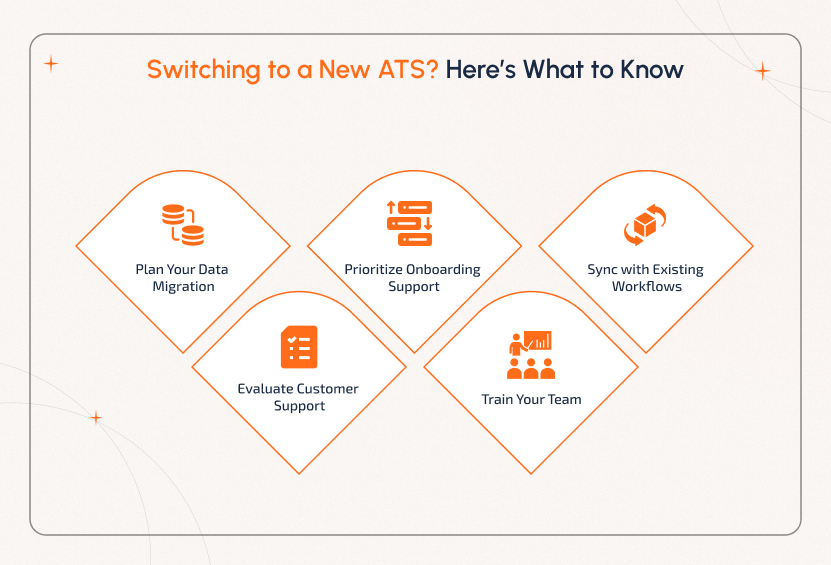 Switching to a New ATS? Here's What to Know
Plan Your Data
Migration
Prioritize Onboarding
Support
Sync with Existing
Workflows
Evaluate Customer
Support
Train Your Team